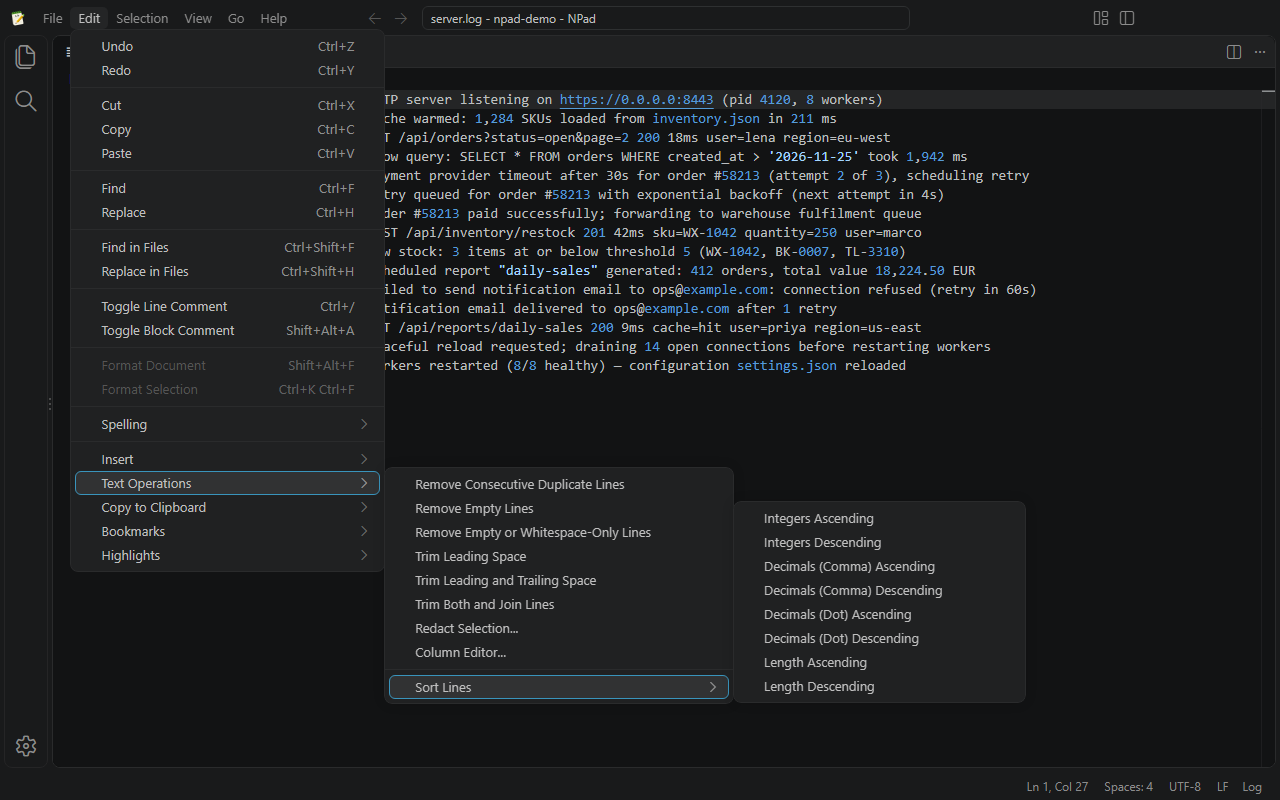 File Edit Selection View Go Help
server.log - npad-demo - NPad
Undo Ctrl+Z
Redo Ctrl+Y
Cut Ctrl+X
Copy Ctrl+C
Paste Ctrl+V
Find Ctrl+F
Replace Ctrl+H
Find in Files Ctrl+Shift+F
Replace in Files Ctrl+Shift+H
Toggle Line Comment Ctrl+/
Toggle Block Comment Shift+Alt+A
Format Document Shift+Alt+F
Format Selection Ctrl+K Ctrl+F
Spelling
Insert
Text Operations
Copy to Clipboard
Bookmarks
Highlights
TP server listening on https://0.0.0.0:8443 (pid 4120, 8 workers)
che warmed: 1,284 SKUs loaded from inventory.json in 211 ms
T /api/orders?status=open&page=2 200 18ms user=lena region=eu-west
ow query: SELECT * FROM orders WHERE created_at > '2026-11-25' took 1,942 ms
yment provider timeout after 30s for order #58213 (attempt 2 of 3), scheduling retry
try queued for order #58213 with exponential backoff (next attempt in 4s)
der #58213 paid successfully; forwarding to warehouse fulfilment queue
ST /api/inventory/restock 201 42ms sku=WX-1042 quantity=250 user=marco
w stock: 3 items at or below threshold 5 (WX-1042, BK-0007, TL-3310)
heduled report "daily-sales" generated: 412 orders, total value 18,224.50 EUR
iled to send notification email to ops@example.com: connection refused (retry in 60s)
tification email delivered to ops@example.com after 1 retry
T /api/reports/daily-sales 200 9ms cache=hit user=priya region=us-east
aceful reload requested; draining 14 open connections before restarting workers
rkers restarted (8/8 healthy) — configuration settings.json reloaded
Remove Consecutive Duplicate Lines
Remove Empty Lines
Remove Empty or Whitespace-Only Lines
Trim Leading Space
Trim Leading and Trailing Space
Trim Both and Join Lines
Redact Selection...
Column Editor...
Sort Lines
Integers Ascending
Integers Descending
Decimals (Comma) Ascending
Decimals (Comma) Descending
Decimals (Dot) Ascending
Decimals (Dot) Descending
Length Ascending
Length Descending
Ln 1, Col 27 Spaces: 4 UTF-8 LF Log